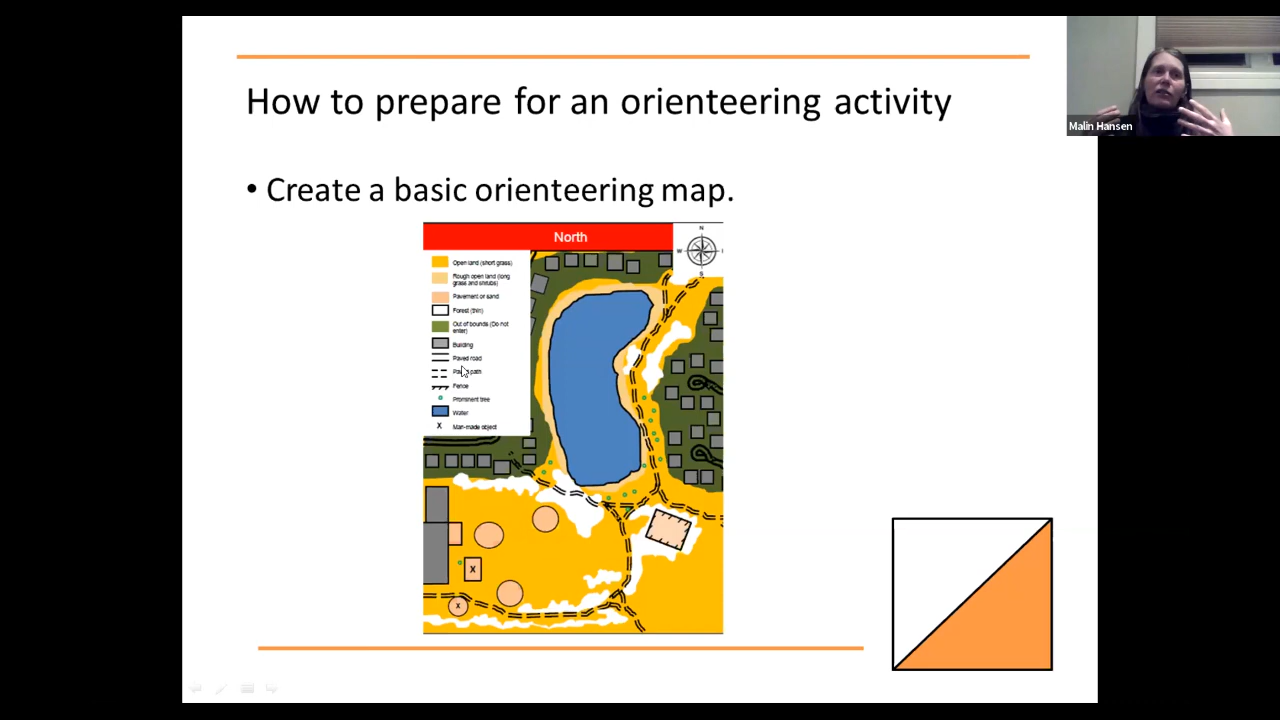 How to prepare for an orienteering activity
Malin Hansen
• Create a basic orienteering map.
North
N
W
S
Open land (short grass)
Rough open land (long
grass and shrubs)
Pavement or sand
Forest (thin)
Out of bounds (Do not
enter)
Building
Paved road
path
Fence
Prominent tree
Water
X Man-made object
X
X